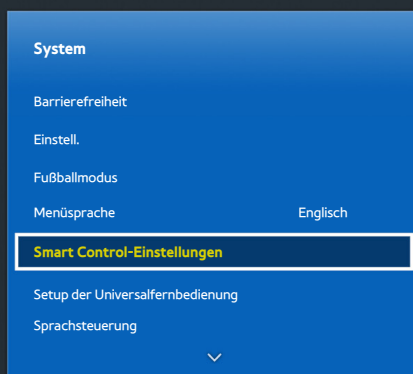 System
Barrierefreiheit
Einstell.
Fußballmodus
Menüsprache Englisch
Smart Control-Einstellungen
Setup der Universalfernbedienung
Sprachsteuerung